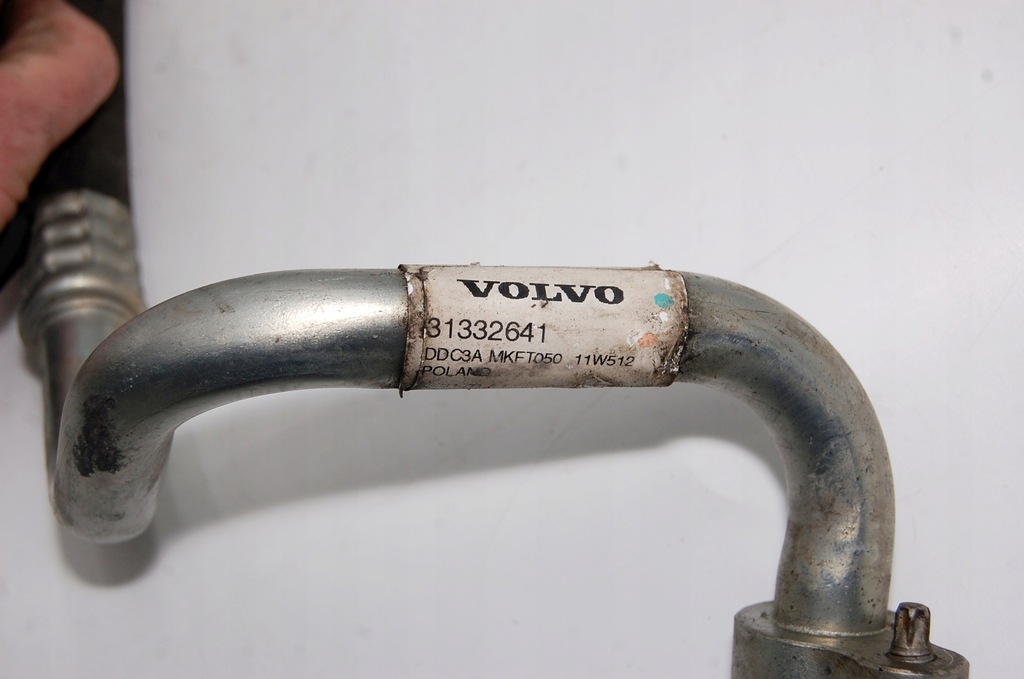 VOLVO
31332641
DDC3A MKFT050 11W512
POLAND